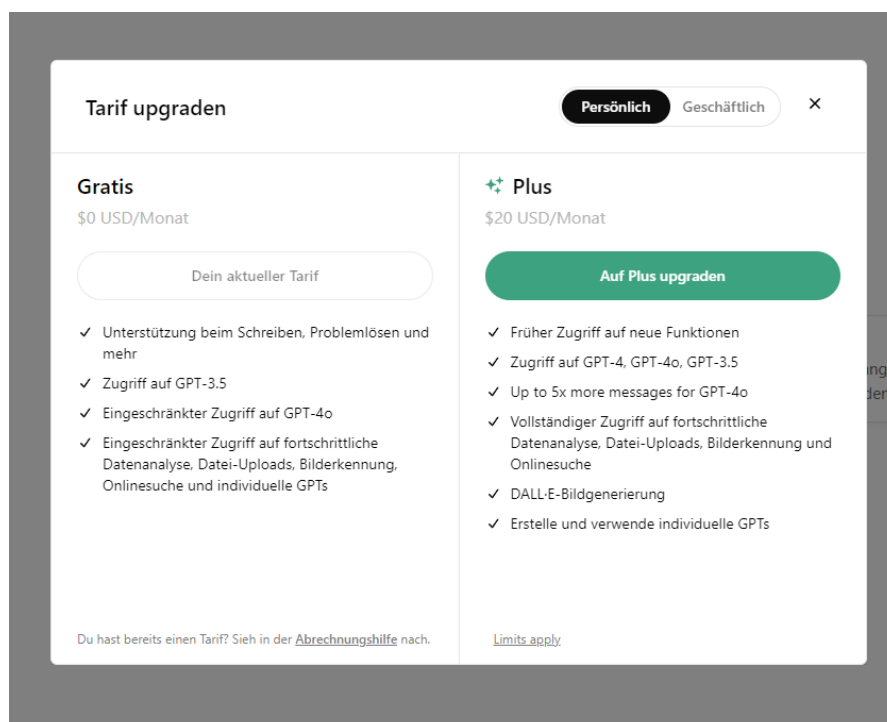 Tarif upgraden
Persönlich
Geschäftlich
Gratis
$0 USD/Monat
Dein aktueller Tarif
Unterstützung beim Schreiben, Problemlösen und
mehr
Zugriff auf GPT-3.5
Eingeschränkter Zugriff auf GPT-4o
Eingeschränkter Zugriff auf fortschrittliche
Datenanalyse, Datei-Uploads, Bilderkennung,
Onlinesuche und individuelle GPTs
Du hast bereits einen Tarif? Sieh in der Abrechnungshilfe nach.
Plus
$20 USD/Monat
Auf Plus upgraden
Früher Zugriff auf neue Funktionen
Zugriff auf GPT-4, GPT-4o, GPT-3.5
Up to 5x more messages for GPT-4o
Vollständiger Zugriff auf fortschrittliche
Datenanalyse, Datei-Uploads, Bilderkennung und
Onlinesuche
DALL·E-Bildgenerierung
Erstelle und verwende individuelle GPTs
Limits apply